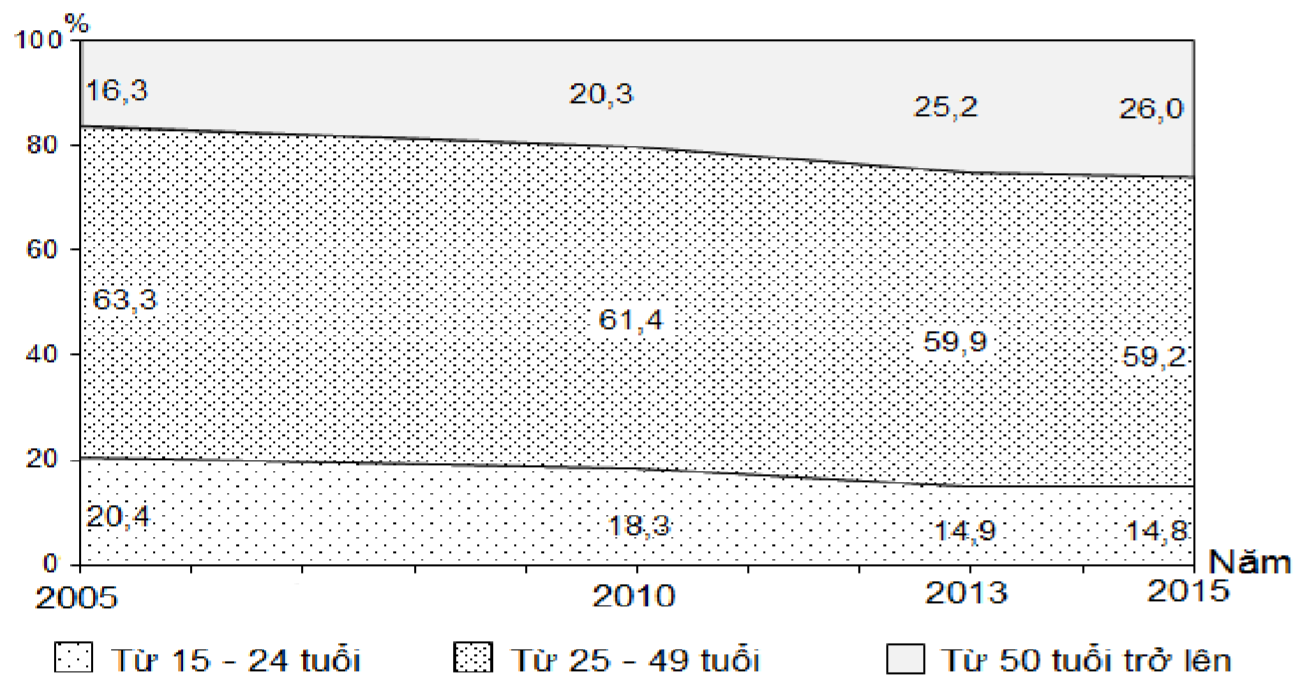 %
100
16,3 20,3 25,2 26,0
80
60
63,3 61,4 59,9 59,2
40
20
20,4 18,3 14,9 14,8
0
Năm
2005 2010 2013 2015
Từ 15 - 24 tuổi Từ 25 - 49 tuổi Từ 50 tuổi trở lên